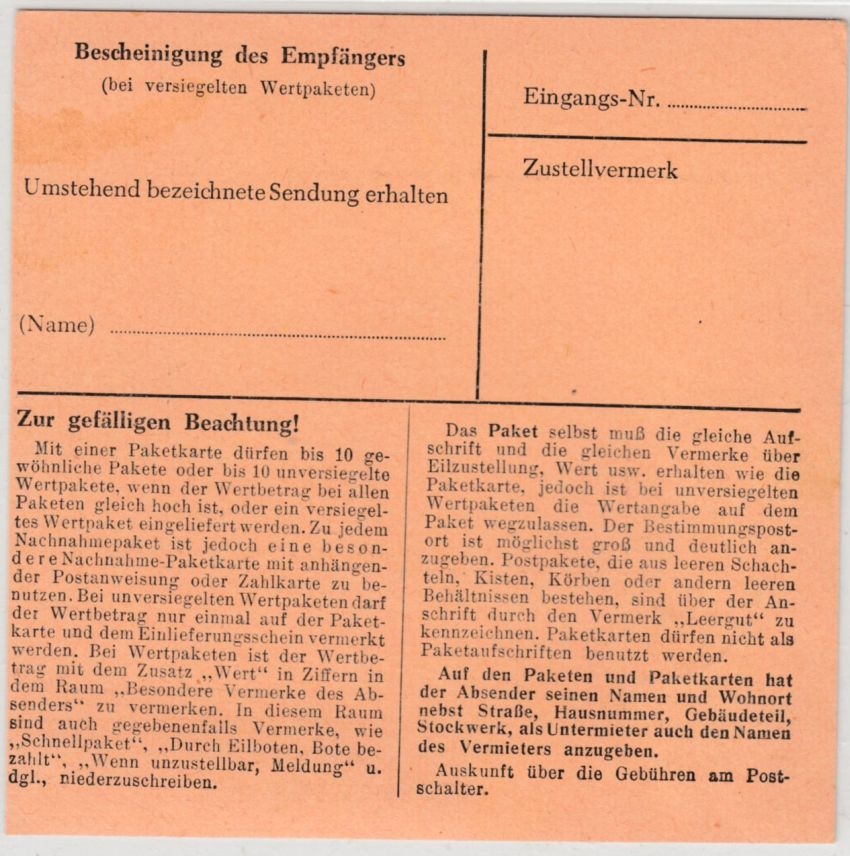 Bescheinigung des Empfängers
(bei versiegelten Wertpaketen)
Umstehend bezeichnete Sendung erhalten
(Name) ..............................
Eingangs-Nr. ....................
Zustellvermerk
Zur gefälligen Beachtung!
Mit einer Paketkarte dürfen bis 10 ge-
wöhnliche Pakete oder bis 10 unversiegelte
Wertpakete, wenn der Wertbetrag bei allen
Paketen gleich hoch ist, oder ein versiegel-
tes Wertpaket eingeliefert werden. Zu jedem
Nachnahmepaket ist jedoch eine beson-
dere Nachnahme-Paketkarte mit anhängen-
der Postanweisung oder Zahlkarte zu be-
nutzen. Bei unversiegelten Wertpaketen darf
der Wertbetrag nur einmal auf der Paket-
karte und dem Einlieferungsschein vermerkt
werden. Bei Wertpaketen ist der Wertbe-
trag mit dem Zusatz „Wert“ in Ziffern in
dem Raum „Besondere Vermerke des Ab-
senders“ zu vermerken. In diesem Raum
sind auch gegebenenfalls Vermerke, wie
„Schnellpaket“, „Durch Eilboten, Bote be-
zahlt“, „Wenn unzustellbar, Meldung“ u.
dgl., niederzuschreiben.
Das Paket selbst muß die gleiche Auf-
schrift und die gleichen Vermerke über
Eilzustellung, Wert usw. erhalten wie die
Paketkarte, jedoch ist bei unversiegelten
Wertpaketen die Wertangabe auf dem
Paket wegzulassen. Der Bestimmungspost-
ort ist möglichst groß und deutlich an-
zugeben. Postpakete, die aus leeren Schach-
teln, Kisten, Körben oder andern leeren
Behältnissen bestehen, sind über der An-
schrift durch den Vermerk „Leergut“ zu
kennzeichnen. Paketkarten dürfen nicht als
Paketaufschriften benutzt werden.
Auf den Paketen und Paketkarten hat
der Absender seinen Namen und Wohnort
nebst Straße, Hausnummer, Gebäudeteil,
Stockwerk, als Untermieter auch den Namen
des Vermieters anzugeben.
Auskunft über die Gebühren am Post-
schalter.